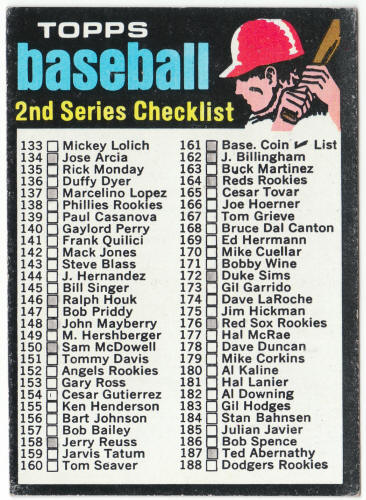 TOPPS
baseball
2nd Series Checklist
133 Mickey Lolich
134 Jose Arcia
135 Rick Monday
136 Duffy Dyer
137 Marcelino Lopez
138 Phillies Rookies
139 Paul Casanova
140 Gaylord Perry
141 Frank Quilici
142 Mack Jones
143 Steve Blass
144 J. Hernandez
145 Bill Singer
146 Ralph Houk
147 Bob Priddy
148 John Mayberry
149 M. Hershberger
150 Sam McDowell
151 Tommy Davis
152 Angels Rookies
153 Gary Ross
154 Cesar Gutierrez
155 Ken Henderson
156 Bart Johnson
157 Bob Bailey
158 Jerry Reuss
159 Jarvis Tatum
160 Tom Seaver
161 Base. Coin ✓ List
162 J. Billingham
163 Buck Martinez
164 Reds Rookies
165 Cesar Tovar
166 Joe Hoerner
167 Tom Grieve
168 Bruce Dal Canton
169 Ed Herrmann
170 Mike Cuellar
171 Bobby Wine
172 Duke Sims
173 Gil Garrido
174 Dave LaRoche
175 Jim Hickman
176 Red Sox Rookies
177 Hal McRae
178 Dave Duncan
179 Mike Corkins
180 Al Kaline
181 Hal Lanier
182 Al Downing
183 Gil Hodges
184 Stan Bahnsen
185 Julian Javier
186 Bob Spence
187 Ted Abernathy
188 Dodgers Rookies